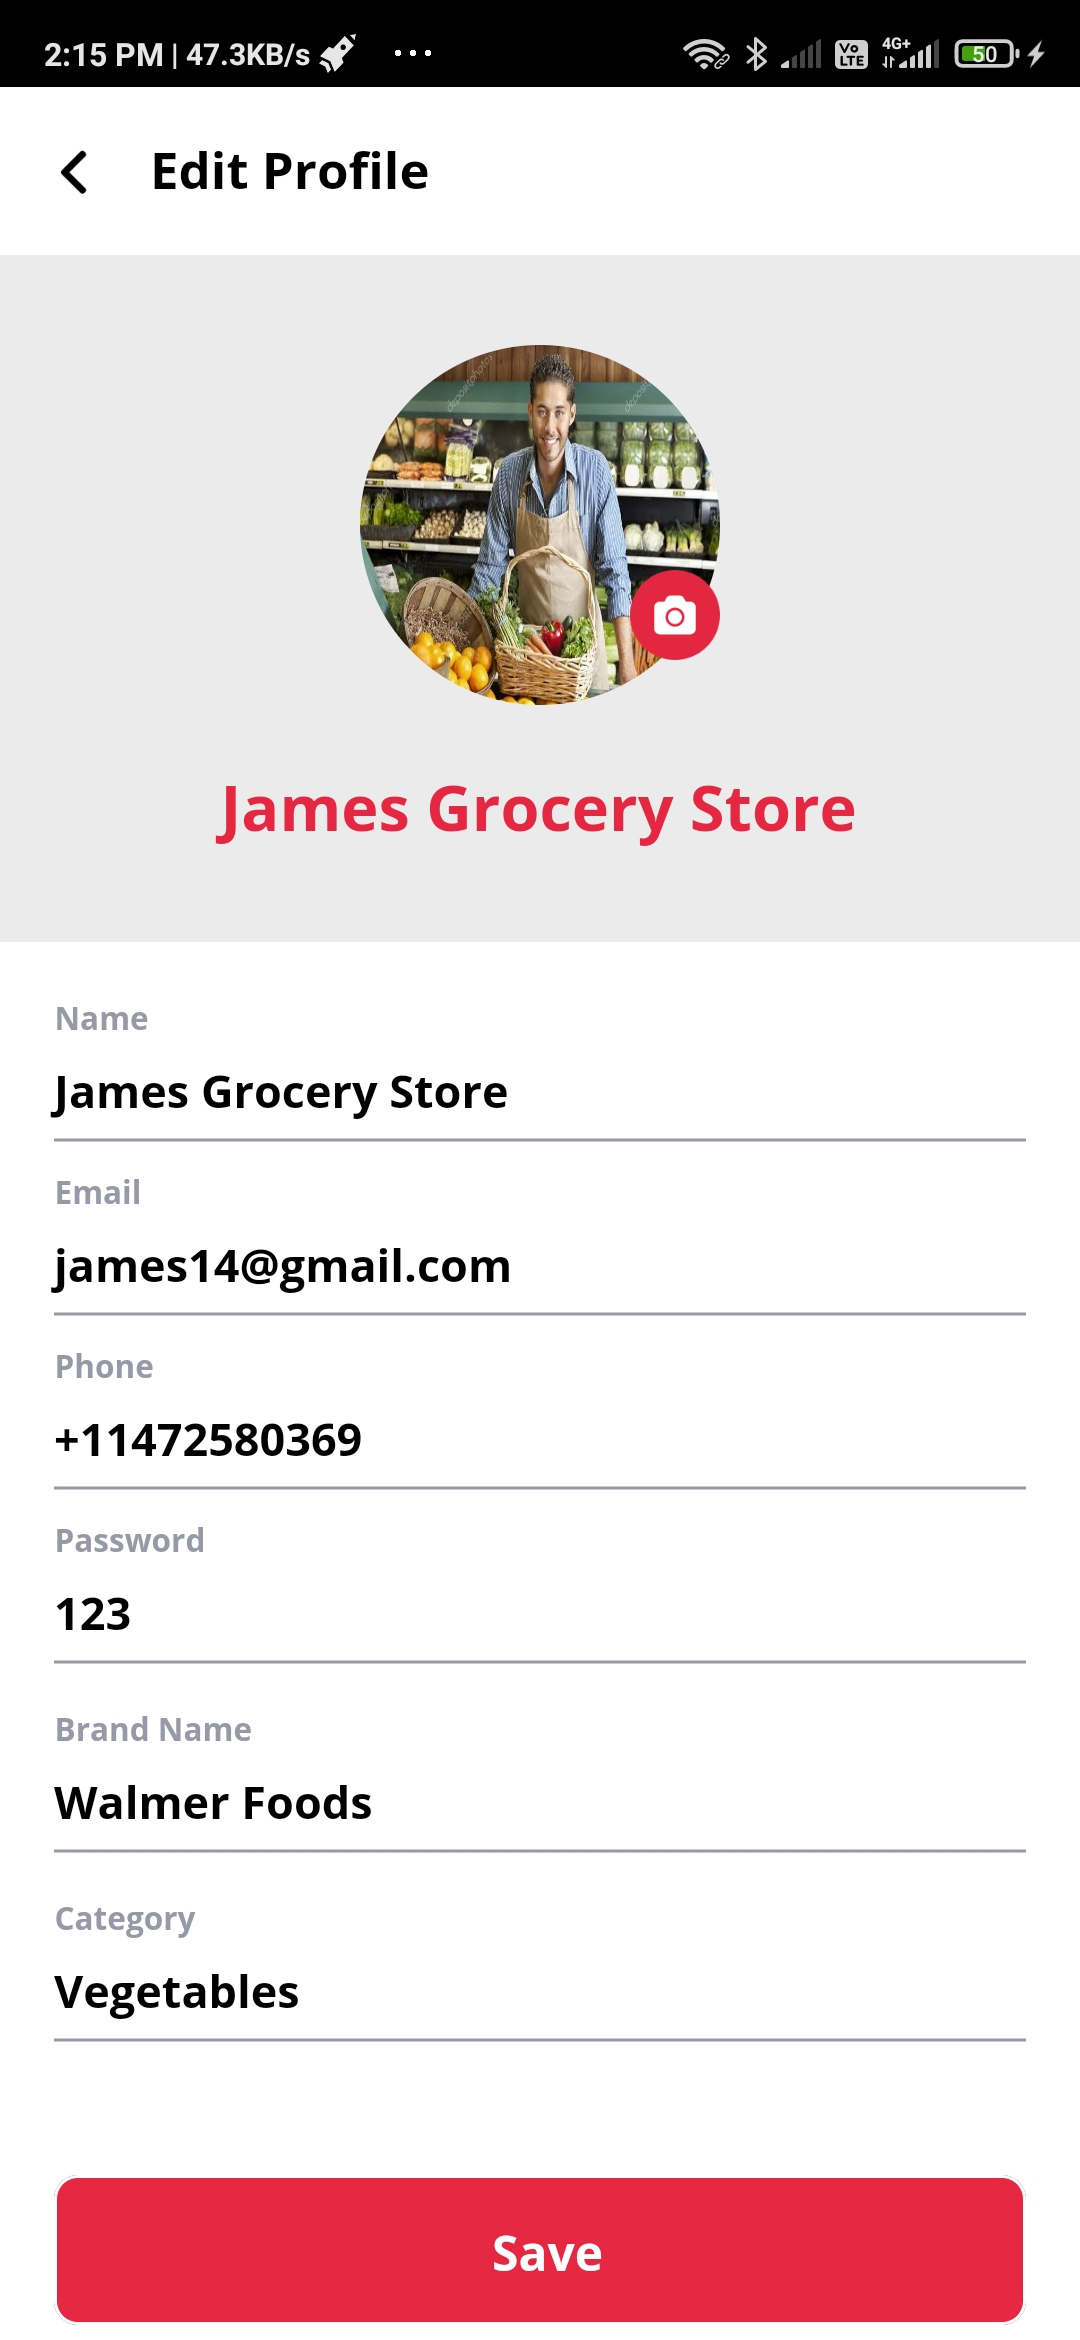 2:15 PM | 47.3KB/s ...
Vo LTE 4G+ 50
Edit Profile
depositphotos
James Grocery Store
Name
James Grocery Store
Email
james14@gmail.com
Phone
+11472580369
Password
123
Brand Name
Walmer Foods
Category
Vegetables
Save